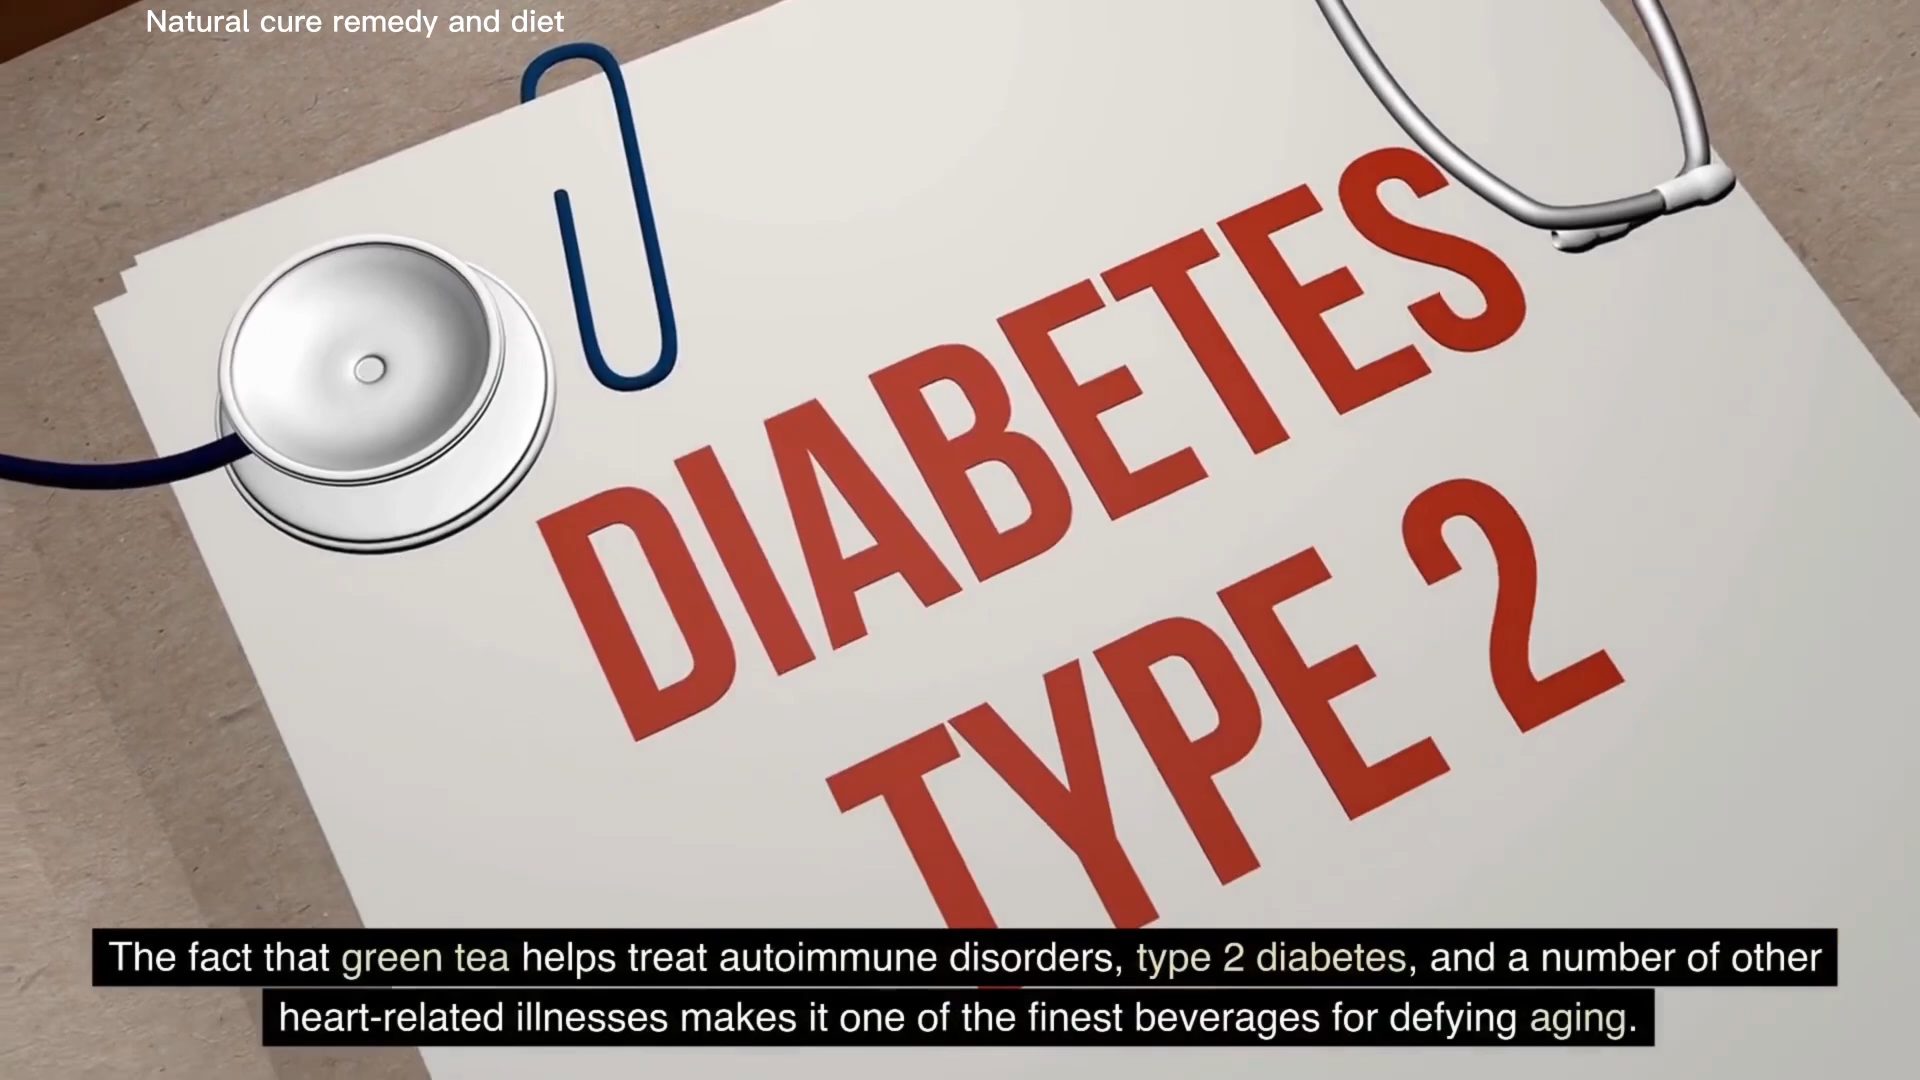 Natural cure remedy and diet
DIABETES
TYPE 2
The fact that green tea helps treat autoimmune disorders, type 2 diabetes, and a number of other
heart-related illnesses makes it one of the finest beverages for defying aging.